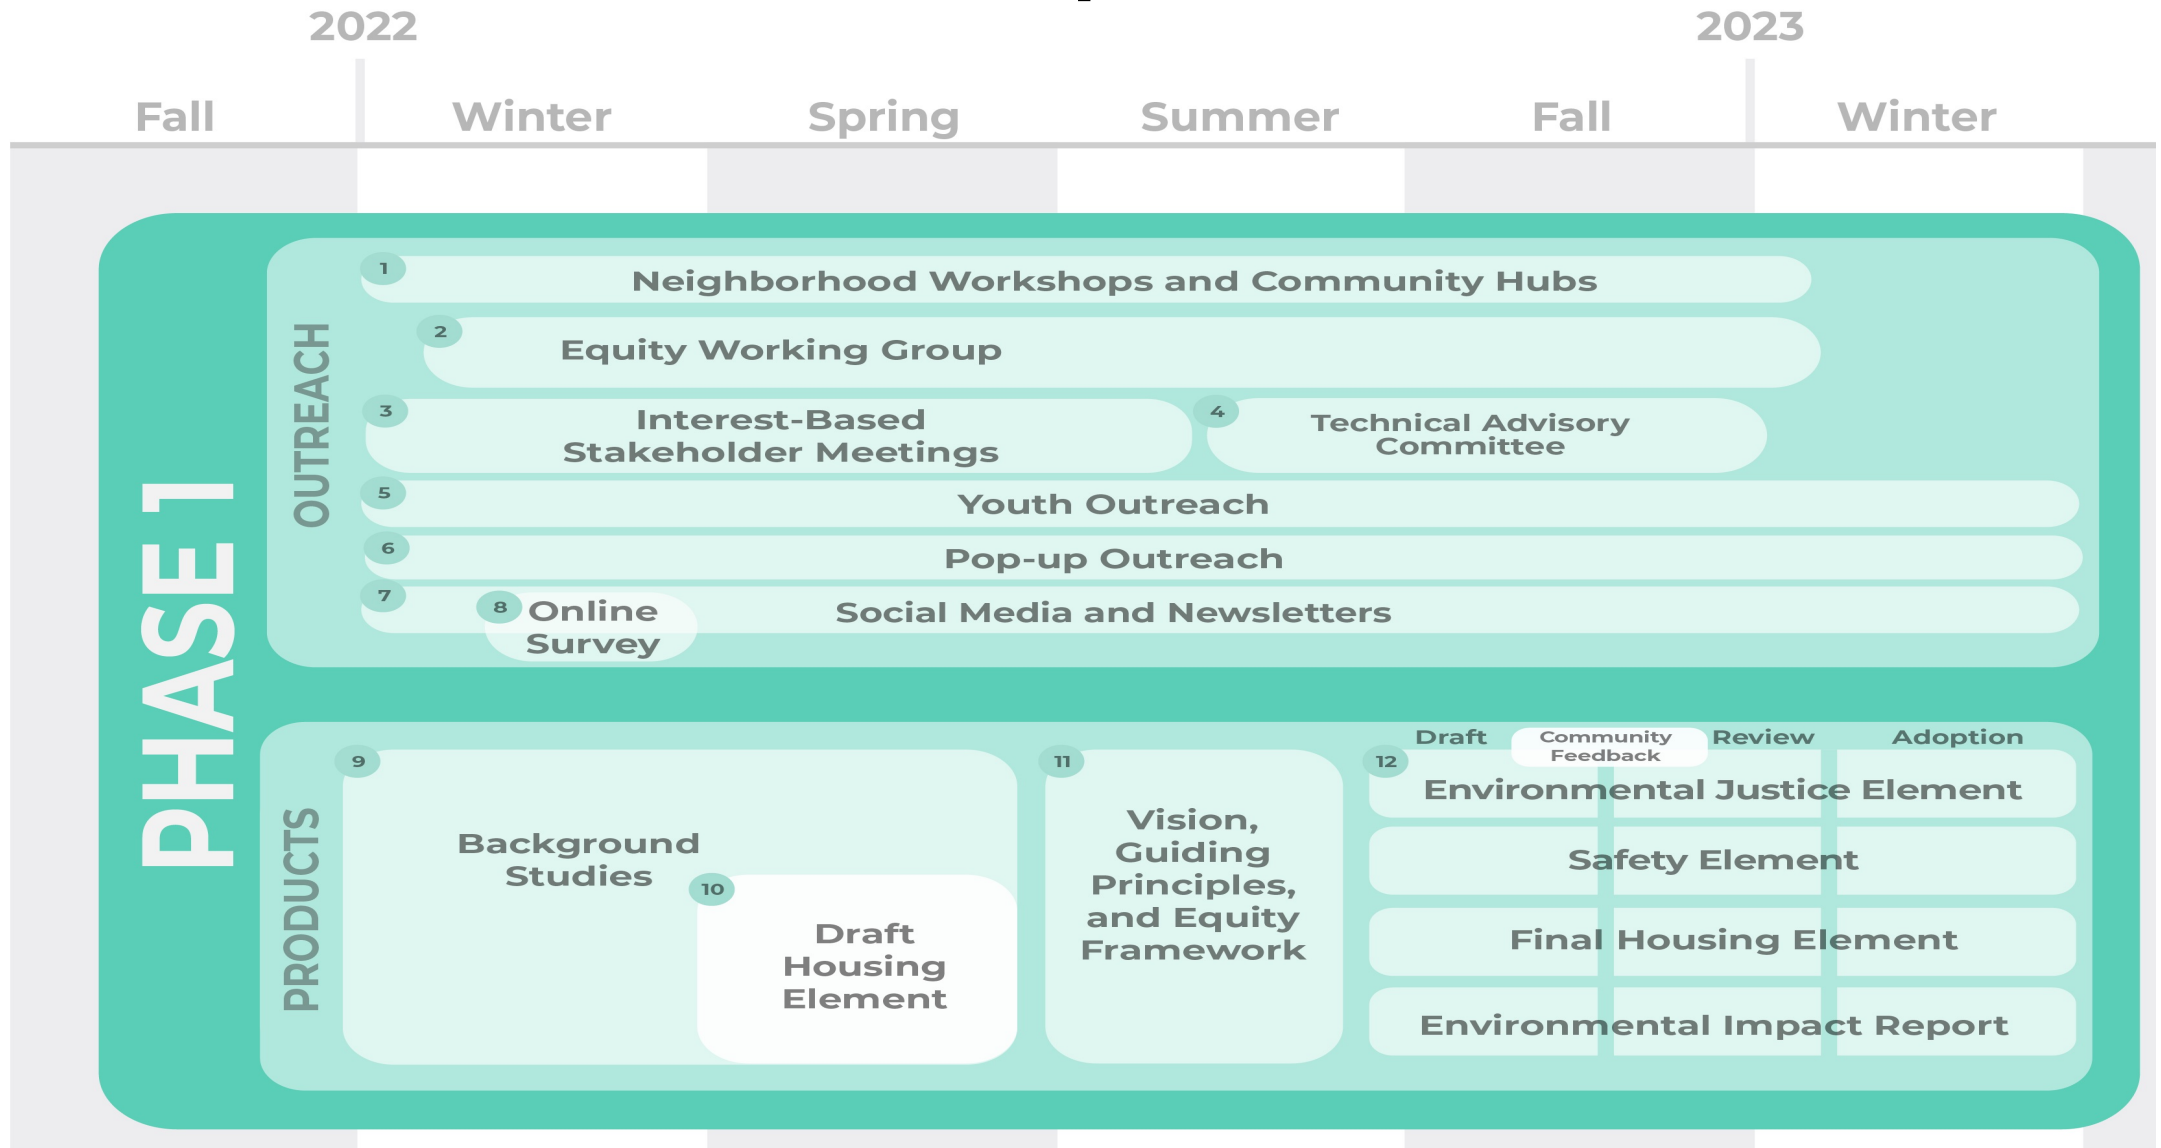 2022
2023
Fall
Winter
Spring
Summer
Fall
Winter
PHASE 1
OUTREACH
1
Neighborhood Workshops and Community Hubs
2
Equity Working Group
3
Interest-Based
Stakeholder Meetings
4
Technical Advisory
Committee
5
Youth Outreach
6
Pop-up Outreach
7
Social Media and Newsletters
8
Online
Survey
PRODUCTS
9
Background
Studies
10
Draft
Housing
Element
11
Vision,
Guiding
Principles,
and Equity
Framework
12
Draft
Community
Feedback
Review
Adoption
Environmental Justice Element
Safety Element
Final Housing Element
Environmental Impact Report